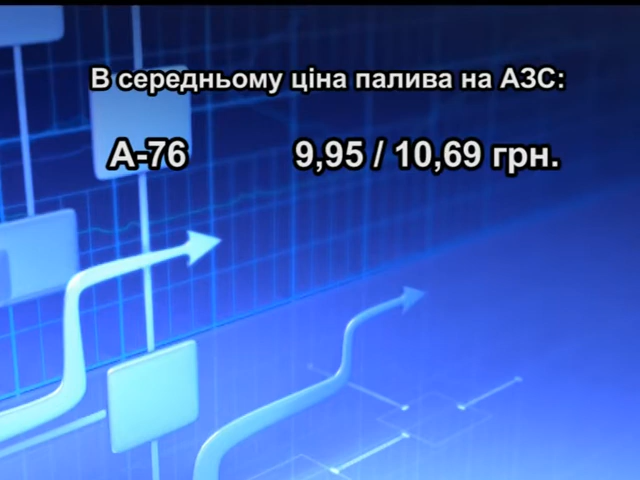 В середньому ціна палива на АЗС:
А-76 9,95 / 10,69 грн.